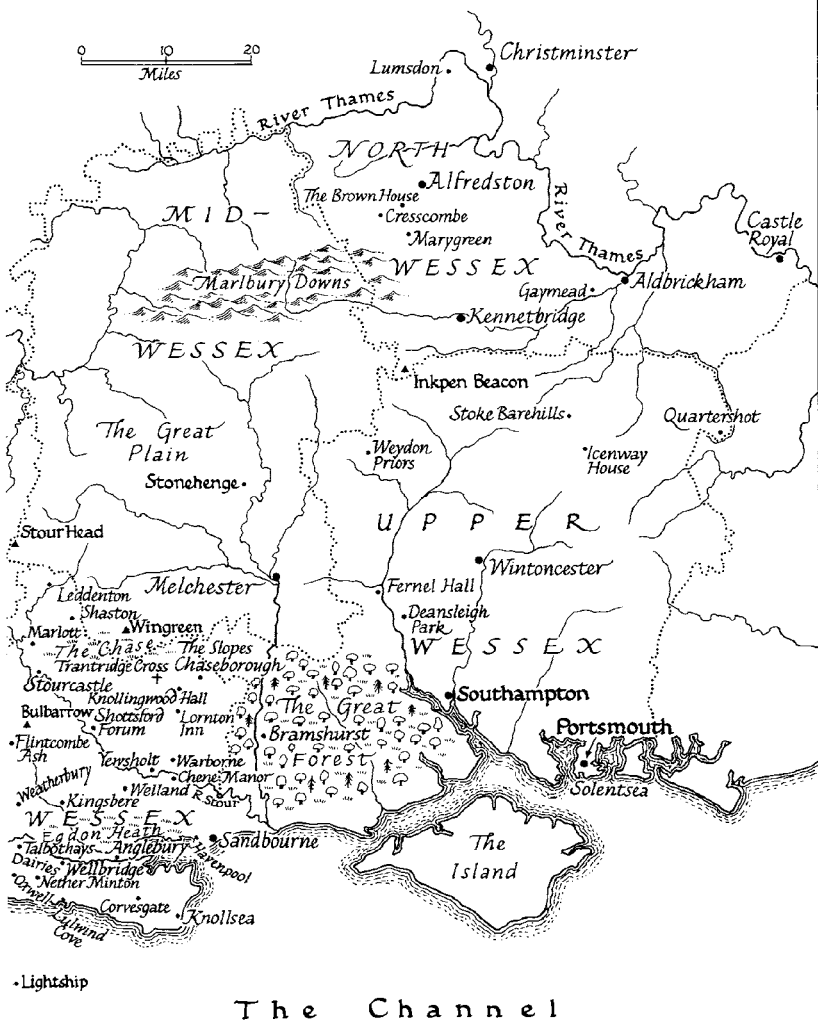 0 10 20
Miles
Christminster
Lumsdon
River Thames
NORTH
Alfredston
The Brown House
Cresscombe
Marygreen
MID-
River Thames
Castle
Royal
WESSEX
Marlbury Downs
Gaymead
Aldbrickham
Kennetbridge
WESSEX
Inkpen Beacon
Stoke Barehills
Quartershot
The Great
Plain
Weydon
Priors
Icenway
House
Stonehenge
UPPER
Stour Head
Wintoncester
Melchester
Fernel Hall
Leddenton
Shaston
Deansleigh
Park
Marlott
Wingreen
WESSEX
The Chase
The Slopes
Trantridge Cross
Chaseborough
Stourcastle
Knollingwood Hall
Southampton
The Great
Bulbarrow
Shottsford
Forum
Lornton
Inn
Portsmouth
Bramshurst
Flintcombe
Ash
Forest
Yewsholt
Warborne
Chene Manor
Solentsea
Weatherbury
Welland
R. Stour
Kingsbere
WESSEX
Egdon Heath
Sandbourne
The
Island
Talbothays
Dairies
Anglebury
Havenpool
Wellbridge
Nether Minton
Oxwell
Corvesgate
Knollsea
Lulwind
Cove
Lightship
The Channel